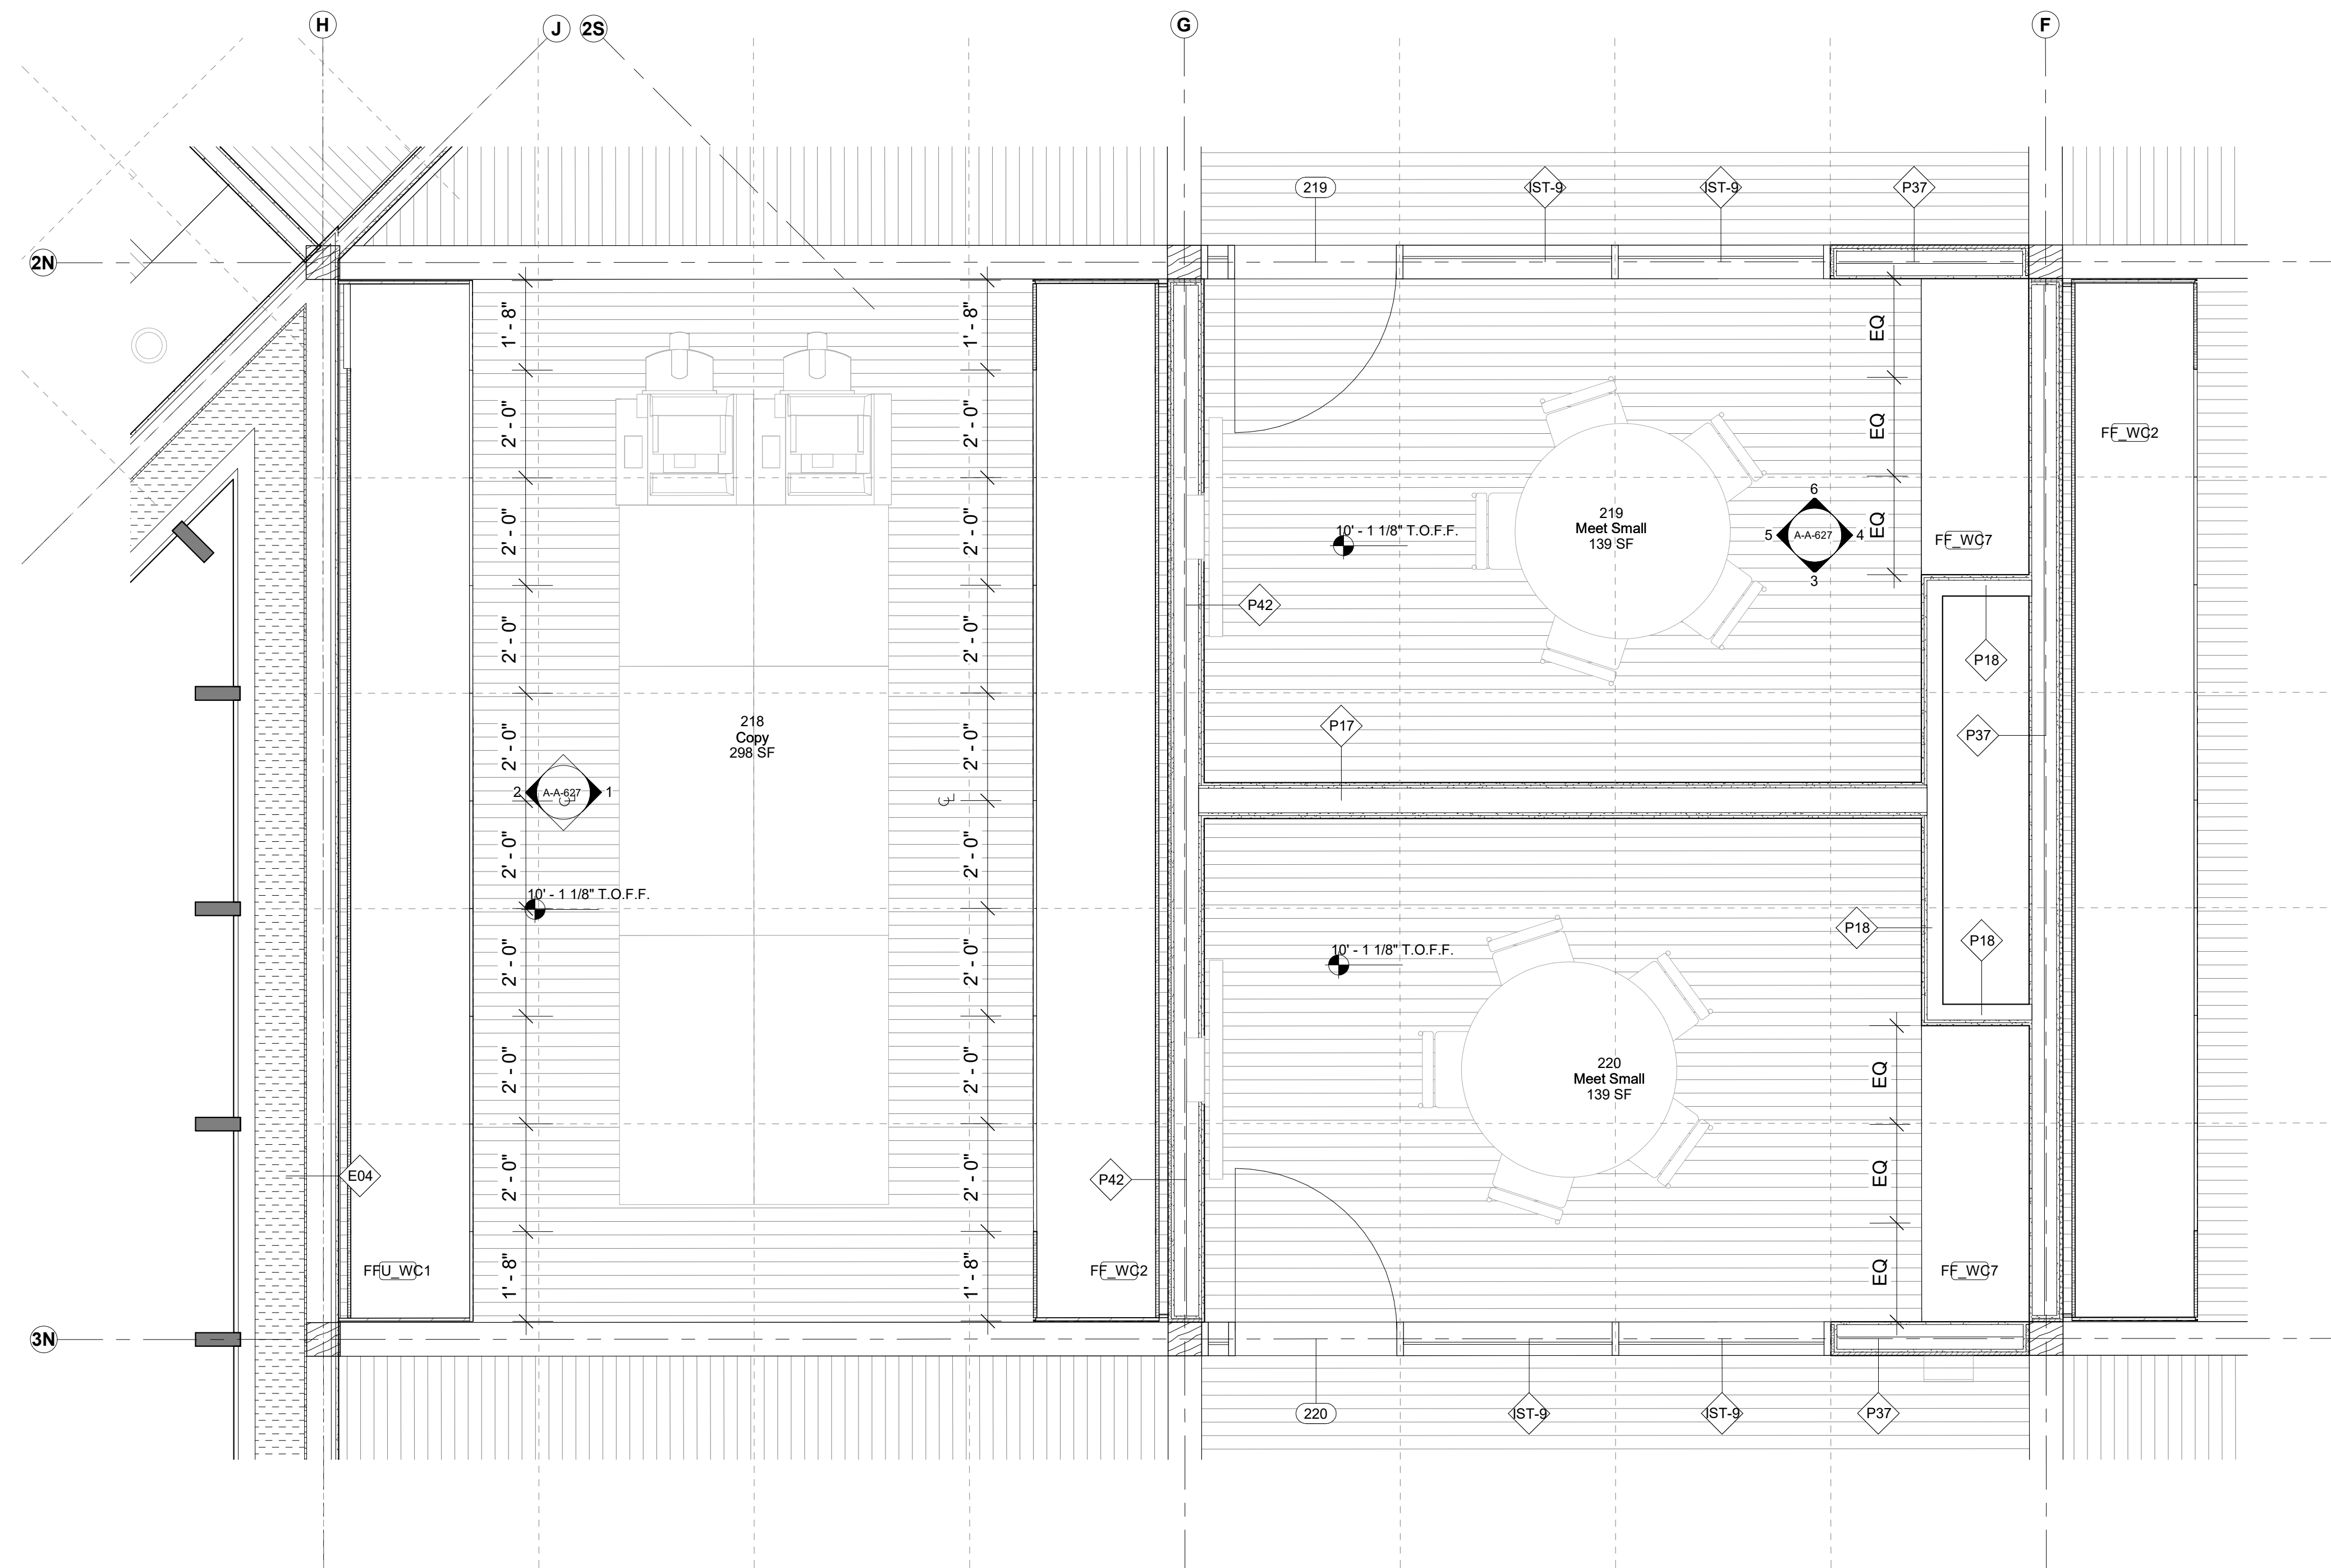 H
J
2S
G
F
219
IST-9
IST-9
P37
2N
1' - 8"
1' - 8"
EQ
2' - 0"
2' - 0"
EQ
FF_WC2
219
Meet Small
139 SF
6
5
A-A-627
4
3
EQ
FF_WC7
10' - 1 1/8" T.O.F.F.
2' - 0"
2' - 0"
P42
2' - 0"
2' - 0"
P18
218
Copy
298 SF
P17
P37
2' - 0"
2' - 0"
2
A-A-627
1
CL
CL
2' - 0"
2' - 0"
10' - 1 1/8" T.O.F.F.
P18
P18
10' - 1 1/8" T.O.F.F.
2' - 0"
2' - 0"
220
Meet Small
139 SF
2' - 0"
2' - 0"
EQ
E04
P42
2' - 0"
2' - 0"
EQ
FFU_WC1
1' - 8"
1' - 8"
FF_WC2
EQ
FF_WC7
3N
220
IST-9
IST-9
P37